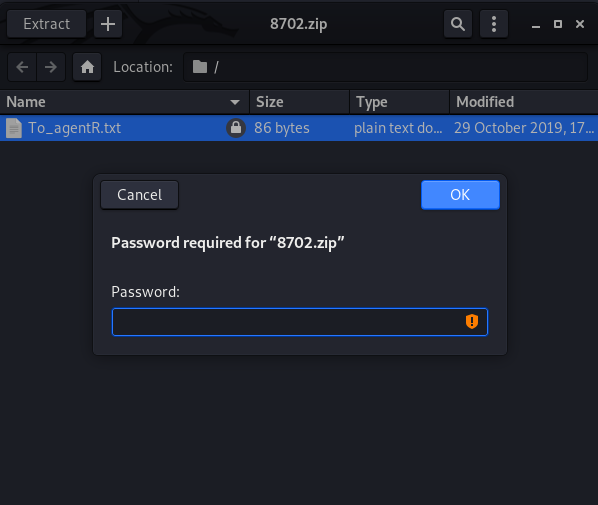 Extract 8702.zip
Location: /
Name Size Type Modified
To_agentR.txt 86 bytes plain text do... 29 October 2019, 17...
Cancel OK
Password required for “8702.zip”
Password: